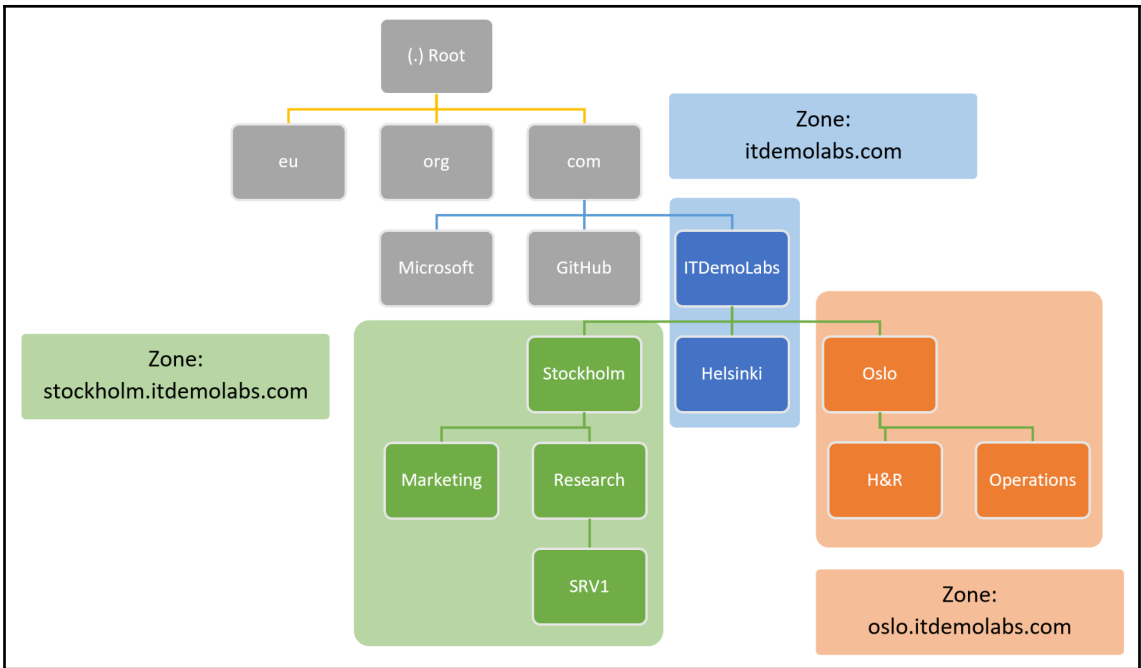 (.) Root
eu
org
com
Zone:
itdemolabs.com
Microsoft
GitHub
ITDemoLabs
Zone:
stockholm.itdemolabs.com
Stockholm
Helsinki
Oslo
Marketing
Research
H&R
Operations
SRV1
Zone:
oslo.itdemolabs.com